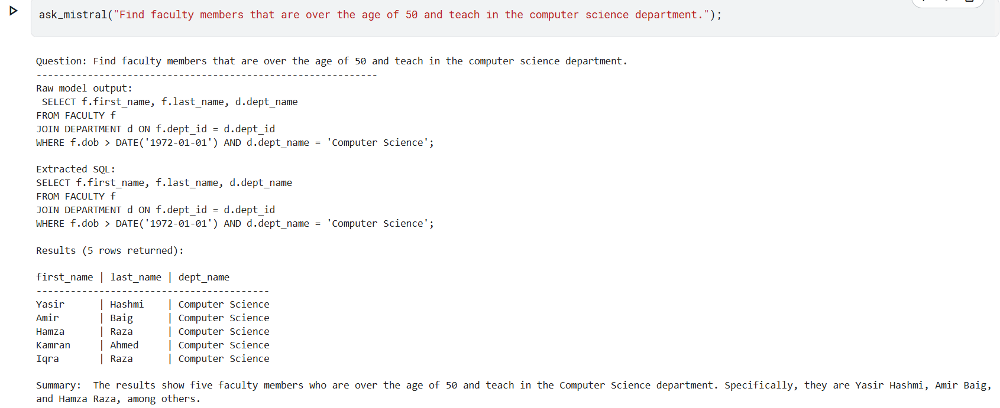 ask_mistral("Find faculty members that are over the age of 50 and teach in the computer science department.");
Question: Find faculty members that are over the age of 50 and teach in the computer science department.
------------------------------------------------------------
Raw model output:
 SELECT f.first_name, f.last_name, d.dept_name
FROM FACULTY f
JOIN DEPARTMENT d ON f.dept_id = d.dept_id
WHERE f.dob > DATE('1972-01-01') AND d.dept_name = 'Computer Science';
Extracted SQL:
SELECT f.first_name, f.last_name, d.dept_name
FROM FACULTY f
JOIN DEPARTMENT d ON f.dept_id = d.dept_id
WHERE f.dob > DATE('1972-01-01') AND d.dept_name = 'Computer Science';
Results (5 rows returned):
first_name | last_name | dept_name
-----------------------------------------
Yasir      | Hashmi    | Computer Science
Amir       | Baig      | Computer Science
Hamza      | Raza      | Computer Science
Kamran     | Ahmed     | Computer Science
Iqra       | Raza      | Computer Science
Summary:  The results show five faculty members who are over the age of 50 and teach in the Computer Science department. Specifically, they are Yasir Hashmi, Amir Baig,
and Hamza Raza, among others.